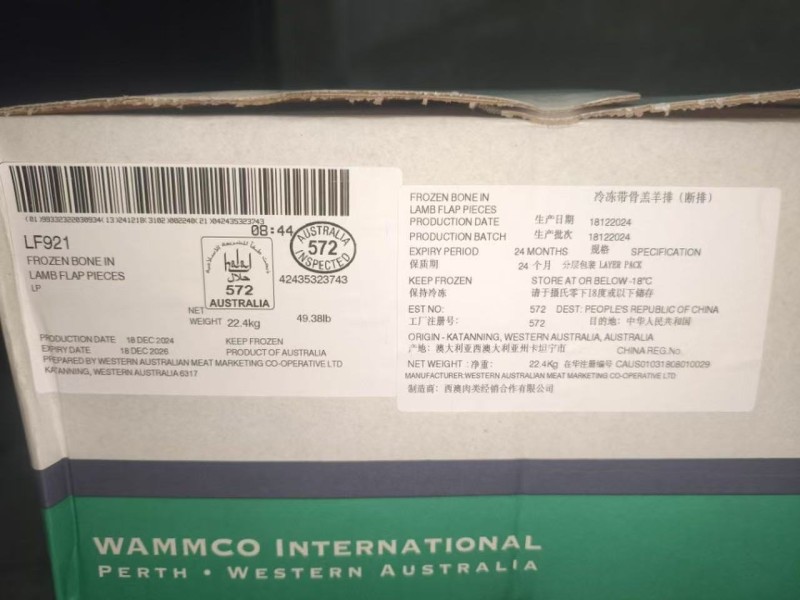 (01)99332322030934(13)241218(3102)002240(21)042435323743
08:44
LF921
FROZEN BONE IN
LAMB FLAP PIECES
LP
halal
حلال
572
AUSTRALIA
AUSTRALIA
572
INSPECTED
42435323743
NET
WEIGHT 22.4kg 49.38lb
PRODUCTION DATE 18 DEC 2024 KEEP FROZEN
EXPIRY DATE 18 DEC 2026 PRODUCT OF AUSTRALIA
PREPARED BY WESTERN AUSTRALIAN MEAT MARKETING CO-OPERATIVE LTD
KATANNING, WESTERN AUSTRALIA 6317
FROZEN BONE IN 冷冻带骨羔羊排（断排）
LAMB FLAP PIECES
PRODUCTION DATE 生产日期 18122024
PRODUCTION BATCH 生产批次 18122024
EXPIRY PERIOD 24 MONTHS 规格 SPECIFICATION
保质期 24 个月 分层包装 LAYER PACK
KEEP FROZEN STORE AT OR BELOW -18°C
保持冷冻 请于摄氏零下18度或以下储存
EST NO: 572 DEST: PEOPLE'S REPUBLIC OF CHINA
工厂注册号: 572 目的地: 中华人民共和国
ORIGIN - KATANNING, WESTERN AUSTRALIA, AUSTRALIA
产地: 澳大利亚西澳大利亚州卡坦宁市 CHINA REG.No.
NET WEIGHT : 净重: 22.4Kg 在华注册编号 CAUS01031808010029
MANUFACTURER:WESTERN AUSTRALIAN MEAT MARKETING CO-OPERATIVE LTD
制造商: 西澳肉类经销合作有限公司
WAMMCO INTERNATIONAL
PERTH • WESTERN AUSTRALIA